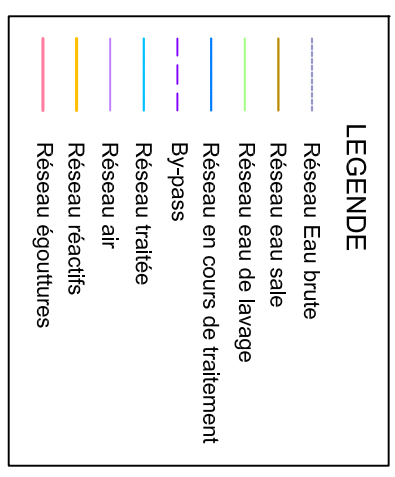 LEGENDE
Réseau Eau brute
Réseau eau sale
Réseau eau de lavage
Réseau en cours de traitement
By-pass
Réseau traitée
Réseau air
Réseau réactifs
Réseau égouttures